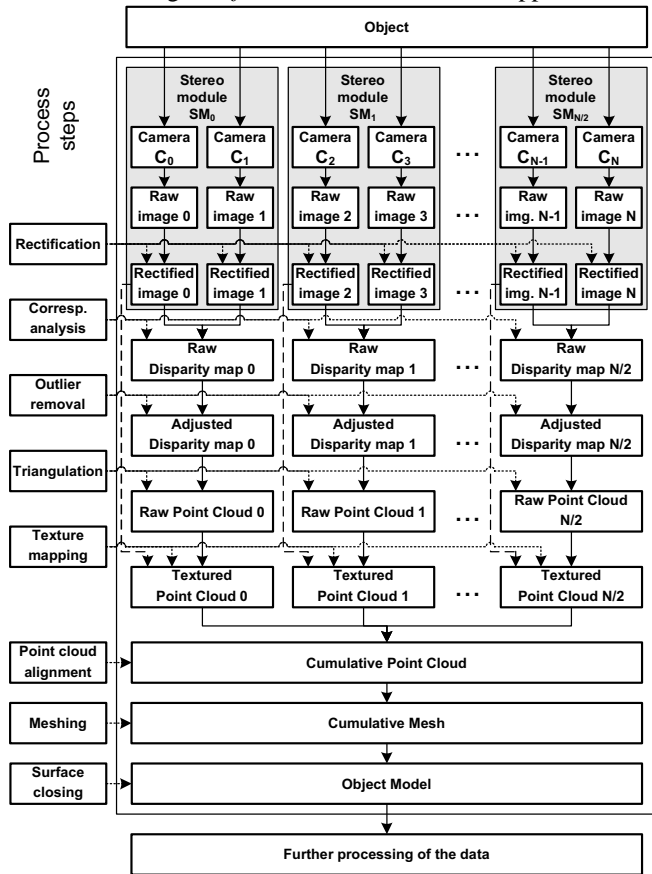 Object
Process
steps
Stereo
module
SM0
Stereo
module
SM1
Stereo
module
SMN/2
Camera
C0
Camera
C1
Camera
C2
Camera
C3
...
Camera
CN-1
Camera
CN
Raw
image 0
Raw
image 1
Raw
image 2
Raw
image 3
...
Raw
img. N-1
Raw
image N
Rectification
Rectified
image 0
Rectified
image 1
Rectified
image 2
Rectified
image 3
...
Rectified
img. N-1
Rectified
image N
Corresp.
analysis
Raw
Disparity map 0
Raw
Disparity map 1
...
Raw
Disparity map N/2
Outlier
removal
Adjusted
Disparity map 0
Adjusted
Disparity map 1
...
Adjusted
Disparity map N/2
Triangulation
Raw Point Cloud 0
Raw Point Cloud 1
...
Raw Point Cloud
N/2
Texture
mapping
Textured
Point Cloud 0
Textured
Point Cloud 1
...
Textured
Point Cloud N/2
Point cloud
alignment
Cumulative Point Cloud
Meshing
Cumulative Mesh
Surface
closing
Object Model
Further processing of the data